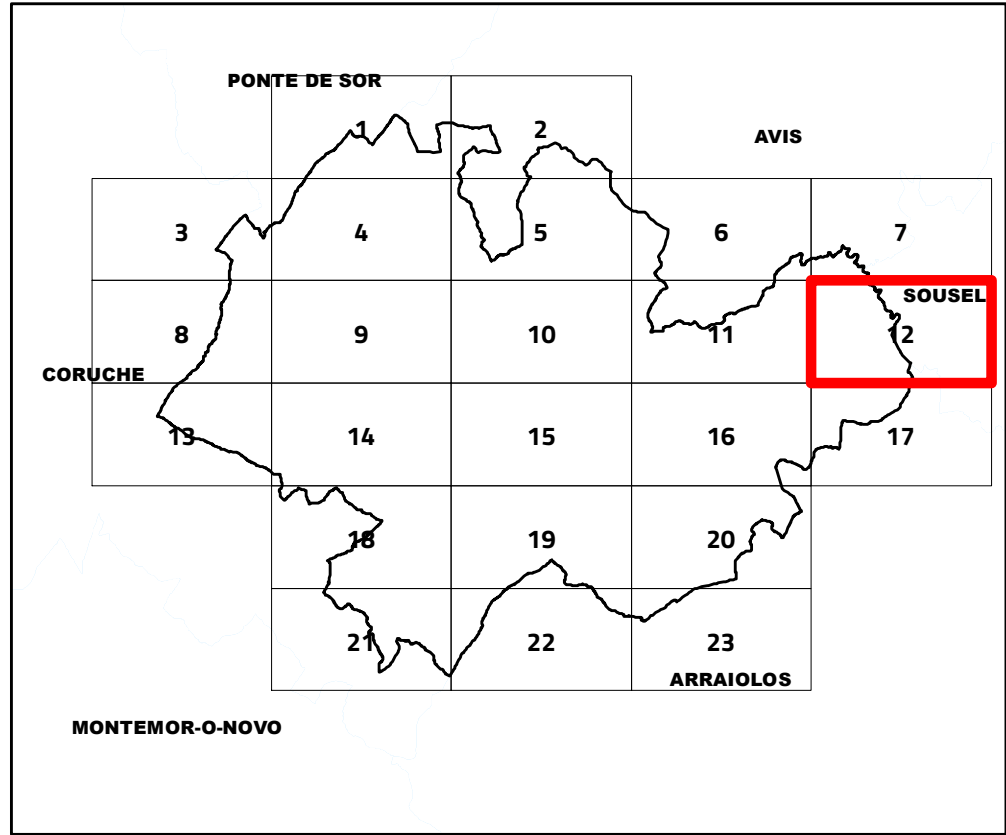 PONTE DE SOR
1 2
AVIS
3 4 5 6 7
SOUSEL
8 9 10 11 12
CORUCHE
13 14 15 16 17
18 19 20
21 22 23
ARRAIOLOS
MONTEMOR-O-NOVO